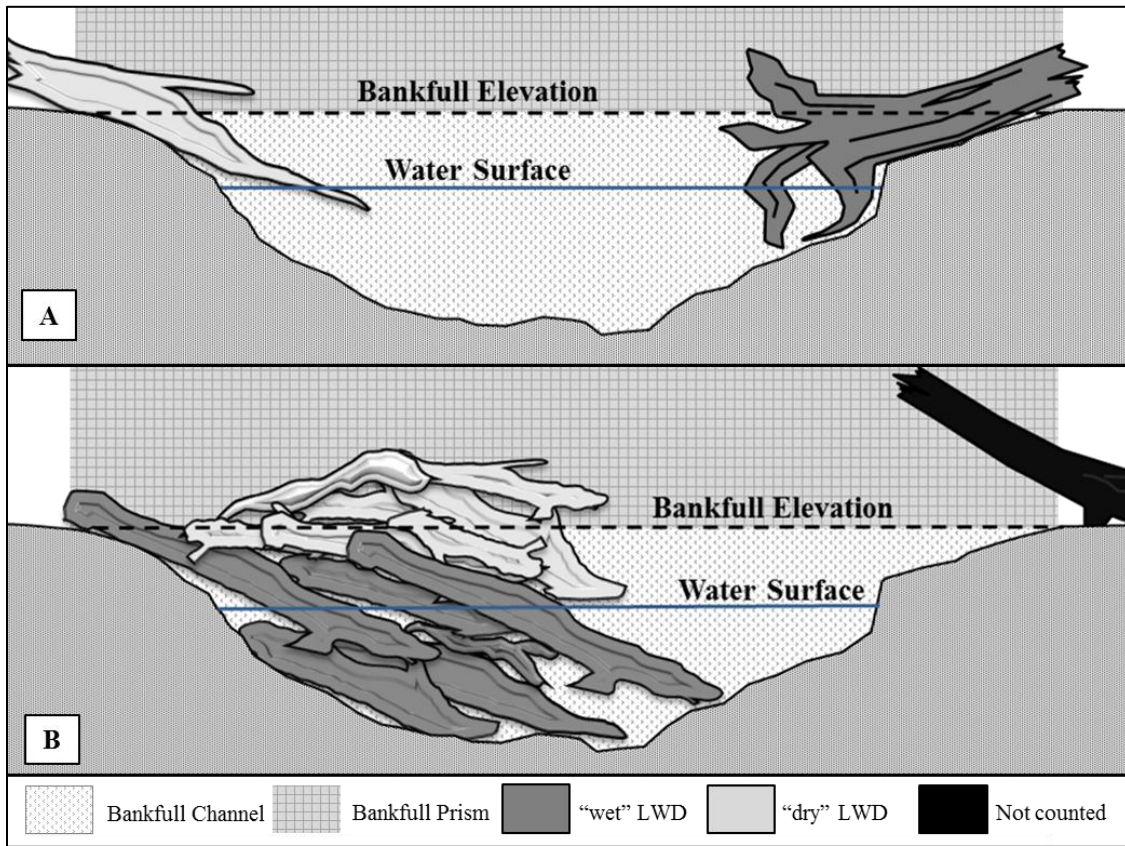 Bankfull Elevation
Water Surface
A
Bankfull Elevation
Water Surface
B
Bankfull Channel
Bankfull Prism
“wet” LWD
“dry” LWD
Not counted